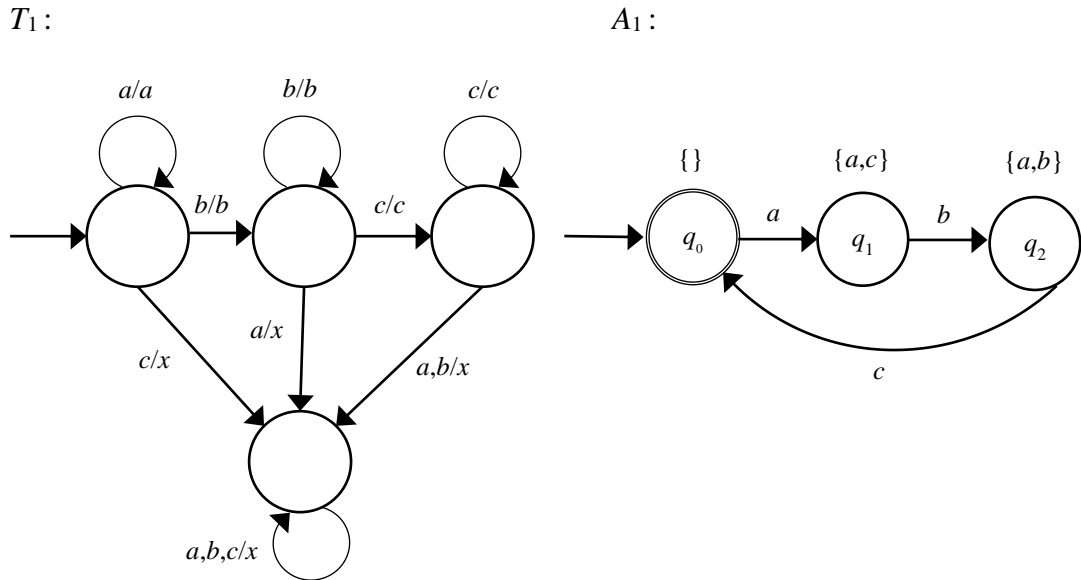 T₁ :
A₁ :
a/a
b/b
c/c
{}
{a,c}
{a,b}
b/b
c/c
a
b
q₀
q₁
q₂
a/x
c/x
a,b/x
c
a,b,c/x